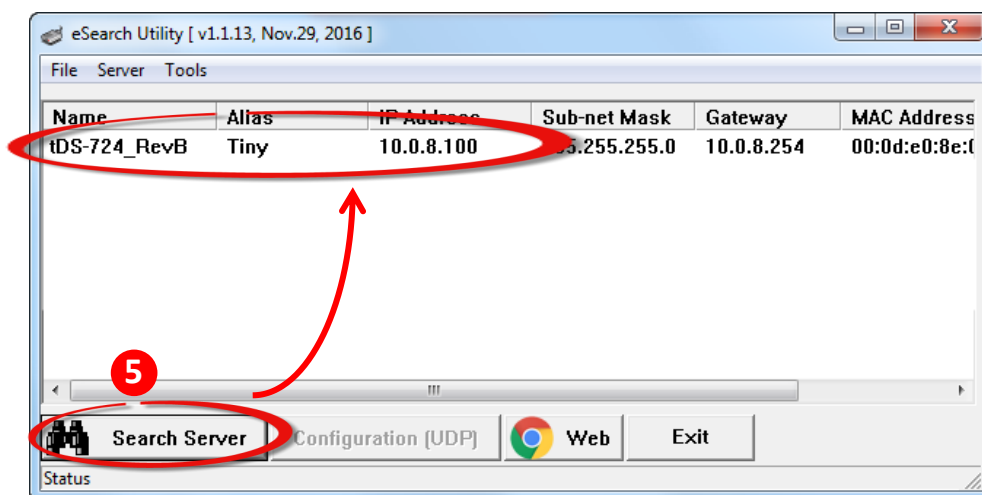 eSearch Utility [ v1.1.13, Nov.29, 2016 ]
File Server Tools
Name Alias IP Address Sub-net Mask Gateway MAC Address
tDS-724_RevB Tiny 10.0.8.100 255.255.0 10.0.8.254 00:0d:e0:8e:
5
Search Server Configuration (UDP) Web Exit
Status